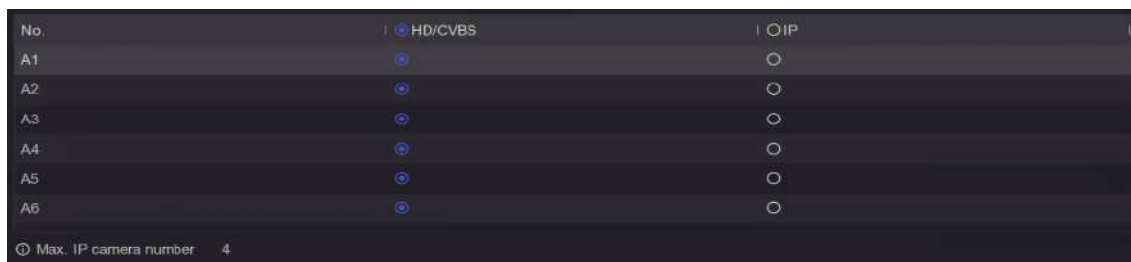 No. HD/CVBS IP
A1
A2
A3
A4
A5
A6
Max. IP camera number 4